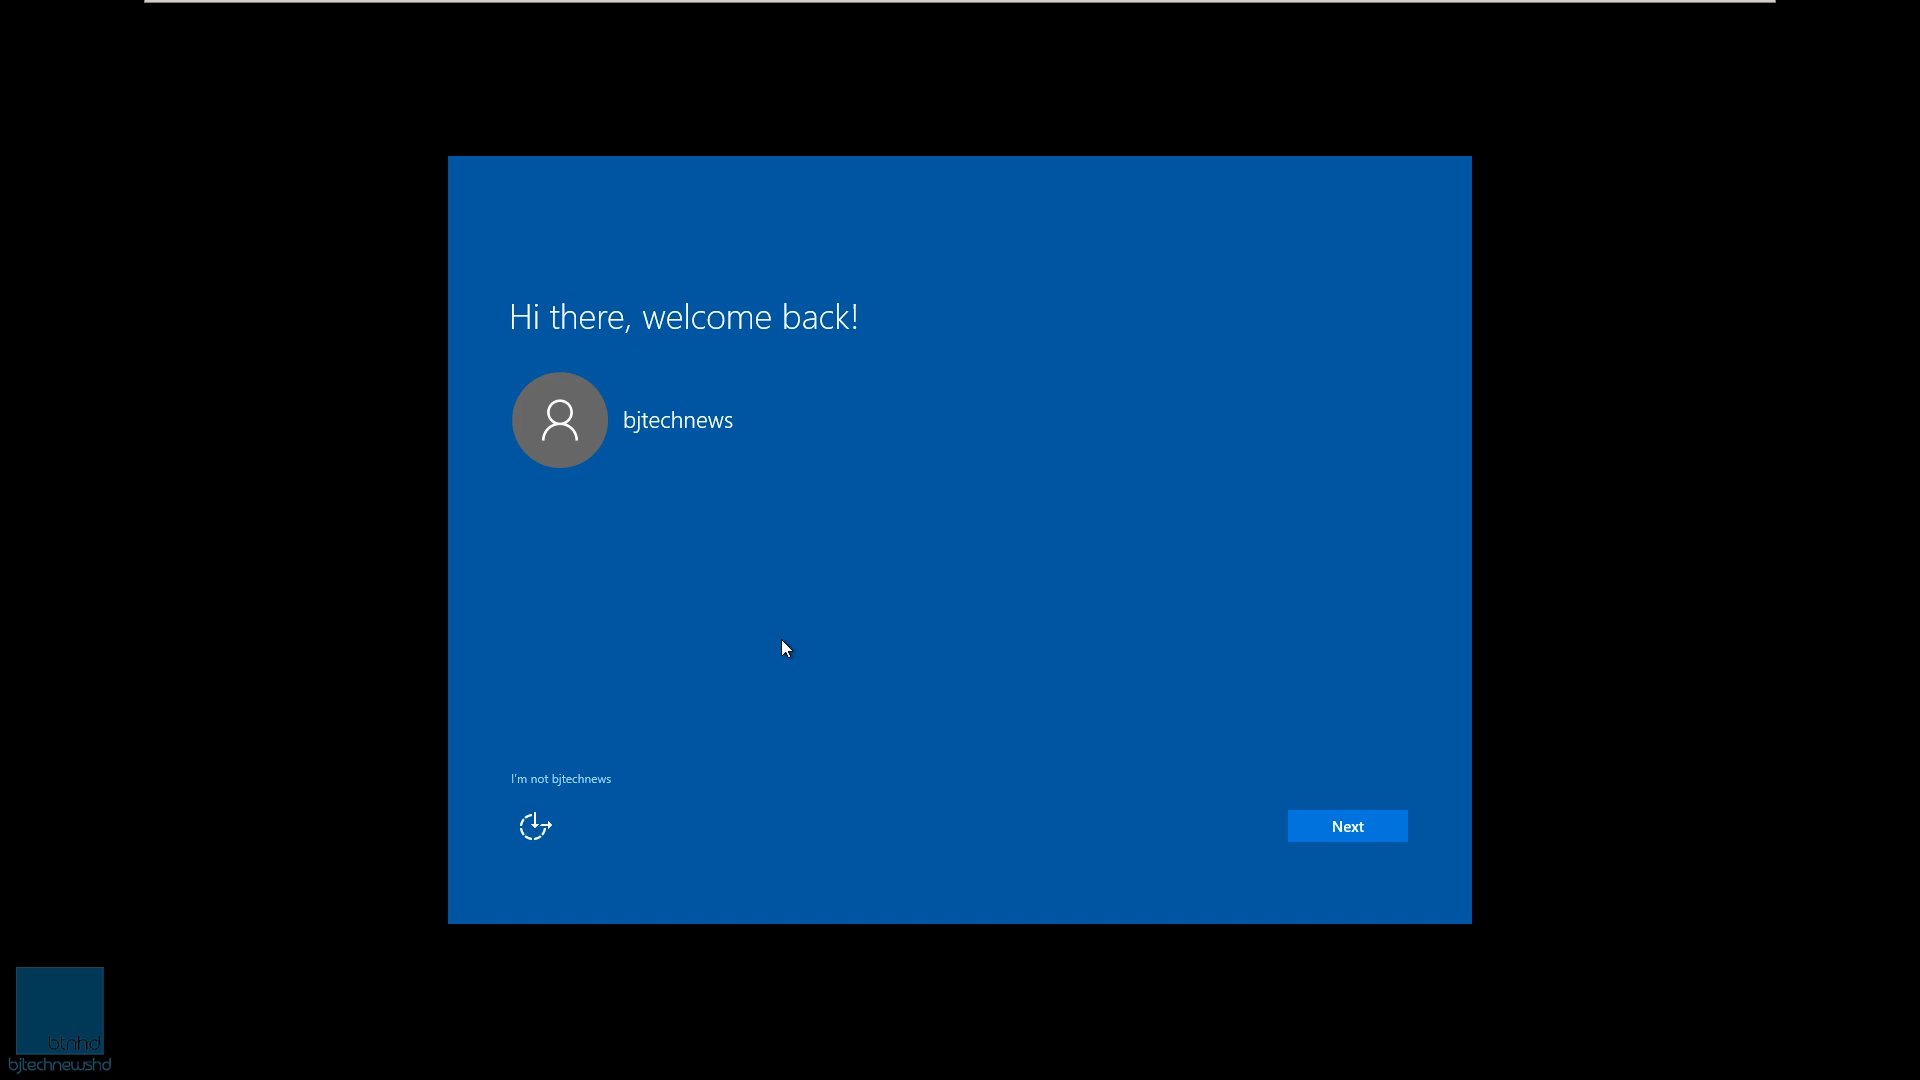 Hi there, welcome back!
bjtechnews
I'm not bjtechnews
Next
btnhd
bjtechnewshd